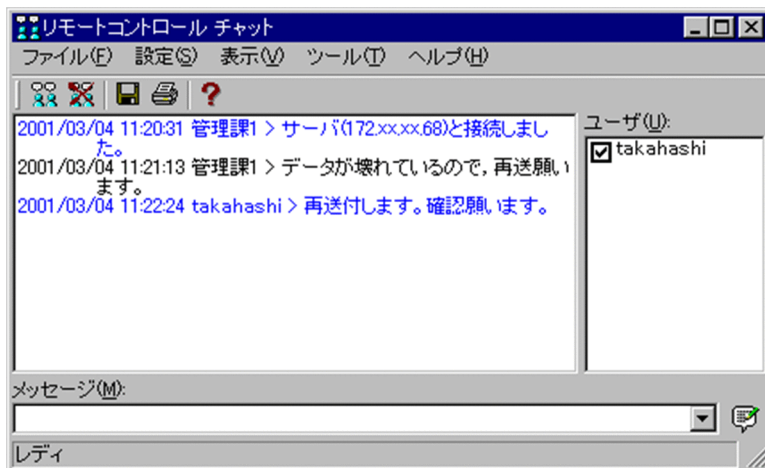 リモートコントロール チャット
ファイル(F) 設定(S) 表示(V) ツール(T) ヘルプ(H)
2001/03/04 11:20:31 管理課1 > サーバ(172.xx.xx.68)と接続しまし
た。
2001/03/04 11:21:13 管理課1 > データが壊れているので, 再送願い
ます。
2001/03/04 11:22:24 takahashi > 再送付します。確認願います。
ユーザ(U):
takahashi
メッセージ(M):
レディ